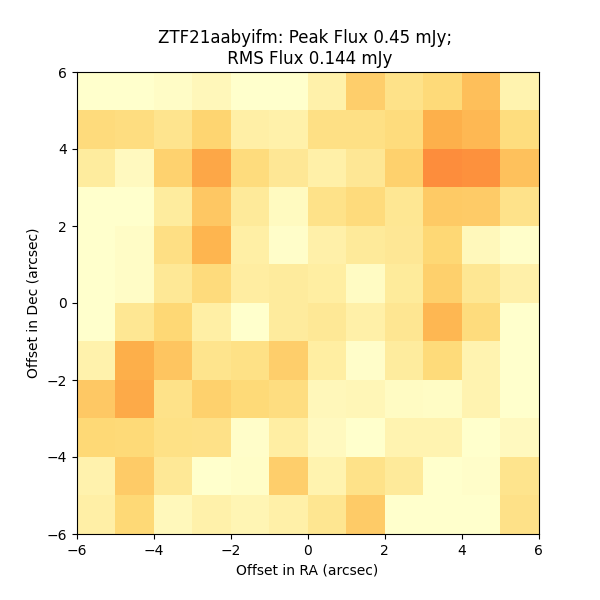 ZTF21aabyifm: Peak Flux 0.45 mJy;
RMS Flux 0.144 mJy
6
4
2
0
−2
−4
−6
Offset in Dec (arcsec)
−6 −4 −2 0 2 4 6
Offset in RA (arcsec)